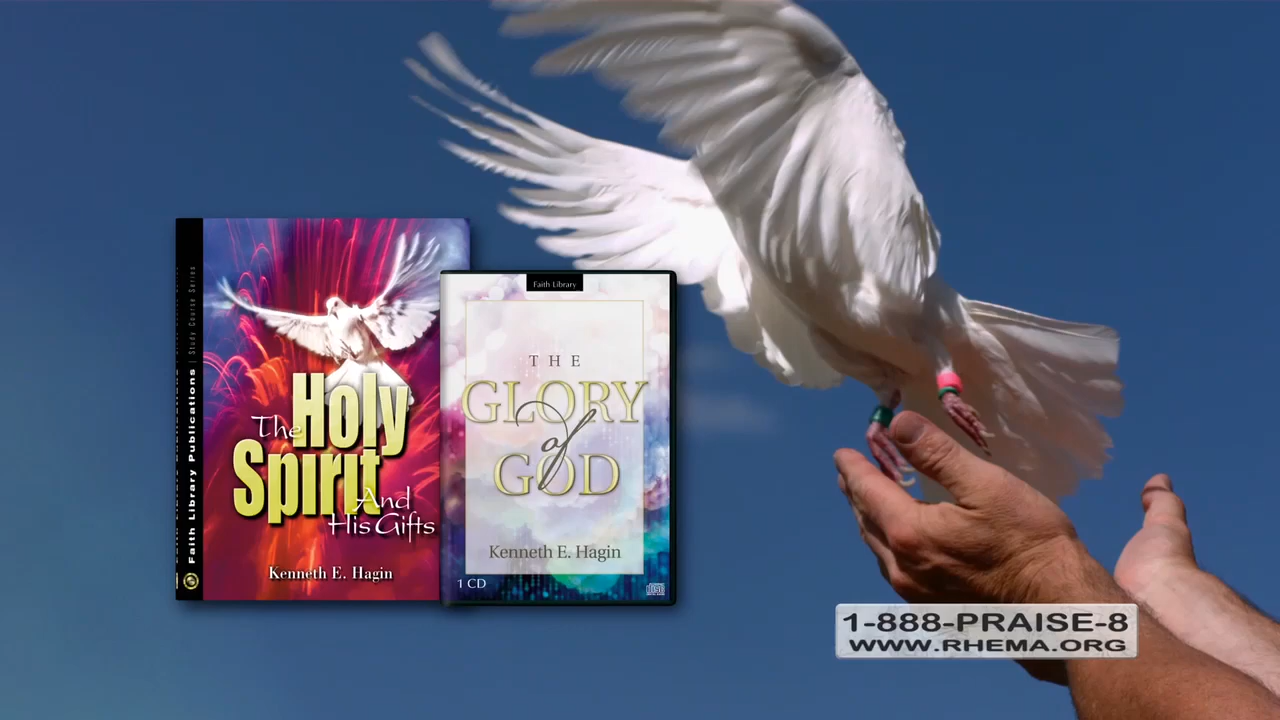 Faith Library Publications | Study Course Series
The Holy
Spirit
And
His Gifts
Kenneth E. Hagin
Faith Library
THE
GLORY
of
GOD
Kenneth E. Hagin
1 CD
1-888-PRAISE-8
WWW.RHEMA.ORG